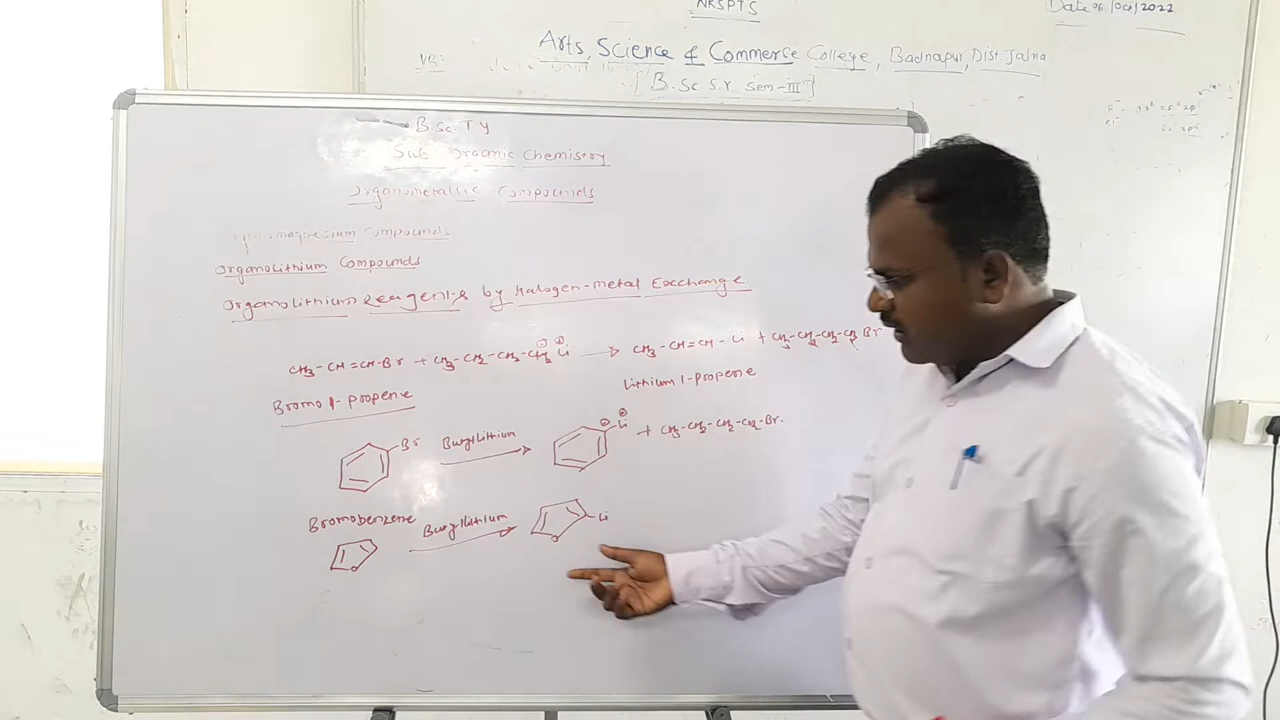 NKSPTS
Date 06/Oct/2022
Arts, Science & Commerce College, Badnapur, Dist. Jalna
[B.Sc S.Y. Sem-III]
B.Sc. T Y
Sub Organic Chemistry
Organometallic Compounds
Compounds
Organolithium Compounds
Organolithium Reagents by Halogen-metal Exchange
CH3-CH=CH-Br + CH3-CH2-CH2-CH2⊖ Li⊕ → CH3-CH=CH-Li + CH3-CH2-CH2-CH2 Br.
Bromo 1-propene
Lithium 1-propene
Br Butyllithium → ⊖ Li⊕ + CH3-CH2-CH2-CH2-Br.
Bromobenzene
Butyllithium → Li